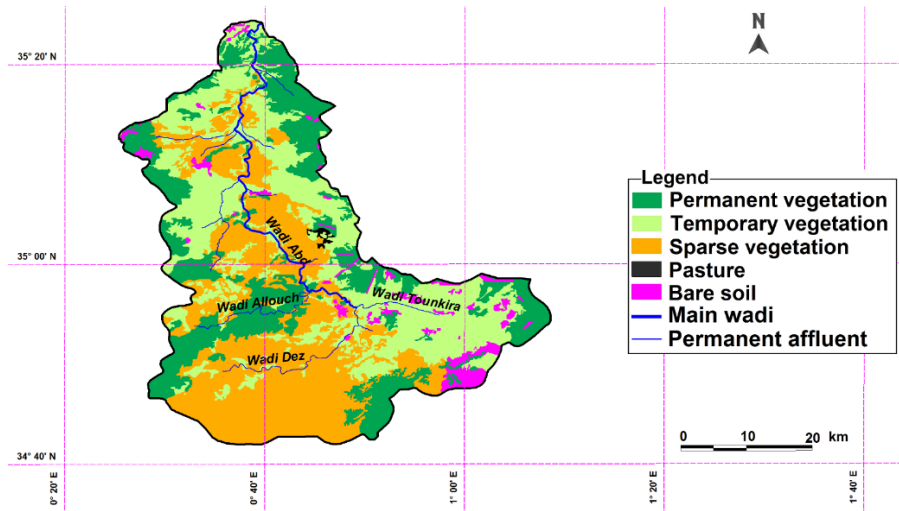 N
35° 20' N
35° 00' N
34° 40' N
Wadi Abd
Wadi Allouch
Wadi Tounkira
Wadi Dez
Legend
Permanent vegetation
Temporary vegetation
Sparse vegetation
Pasture
Bare soil
Main wadi
Permanent affluent
0 10 20 km
0° 20' E
0° 40' E
1° 00' E
1° 20' E
1° 40' E